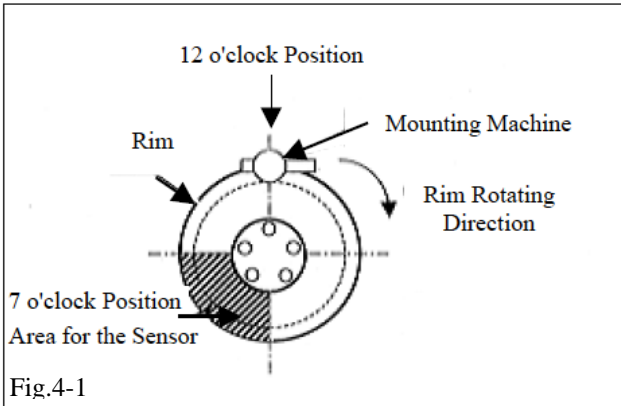 12 o'clock Position
Mounting Machine
Rim
Rim Rotating
Direction
7 o'clock Position
Area for the Sensor
Fig.4-1